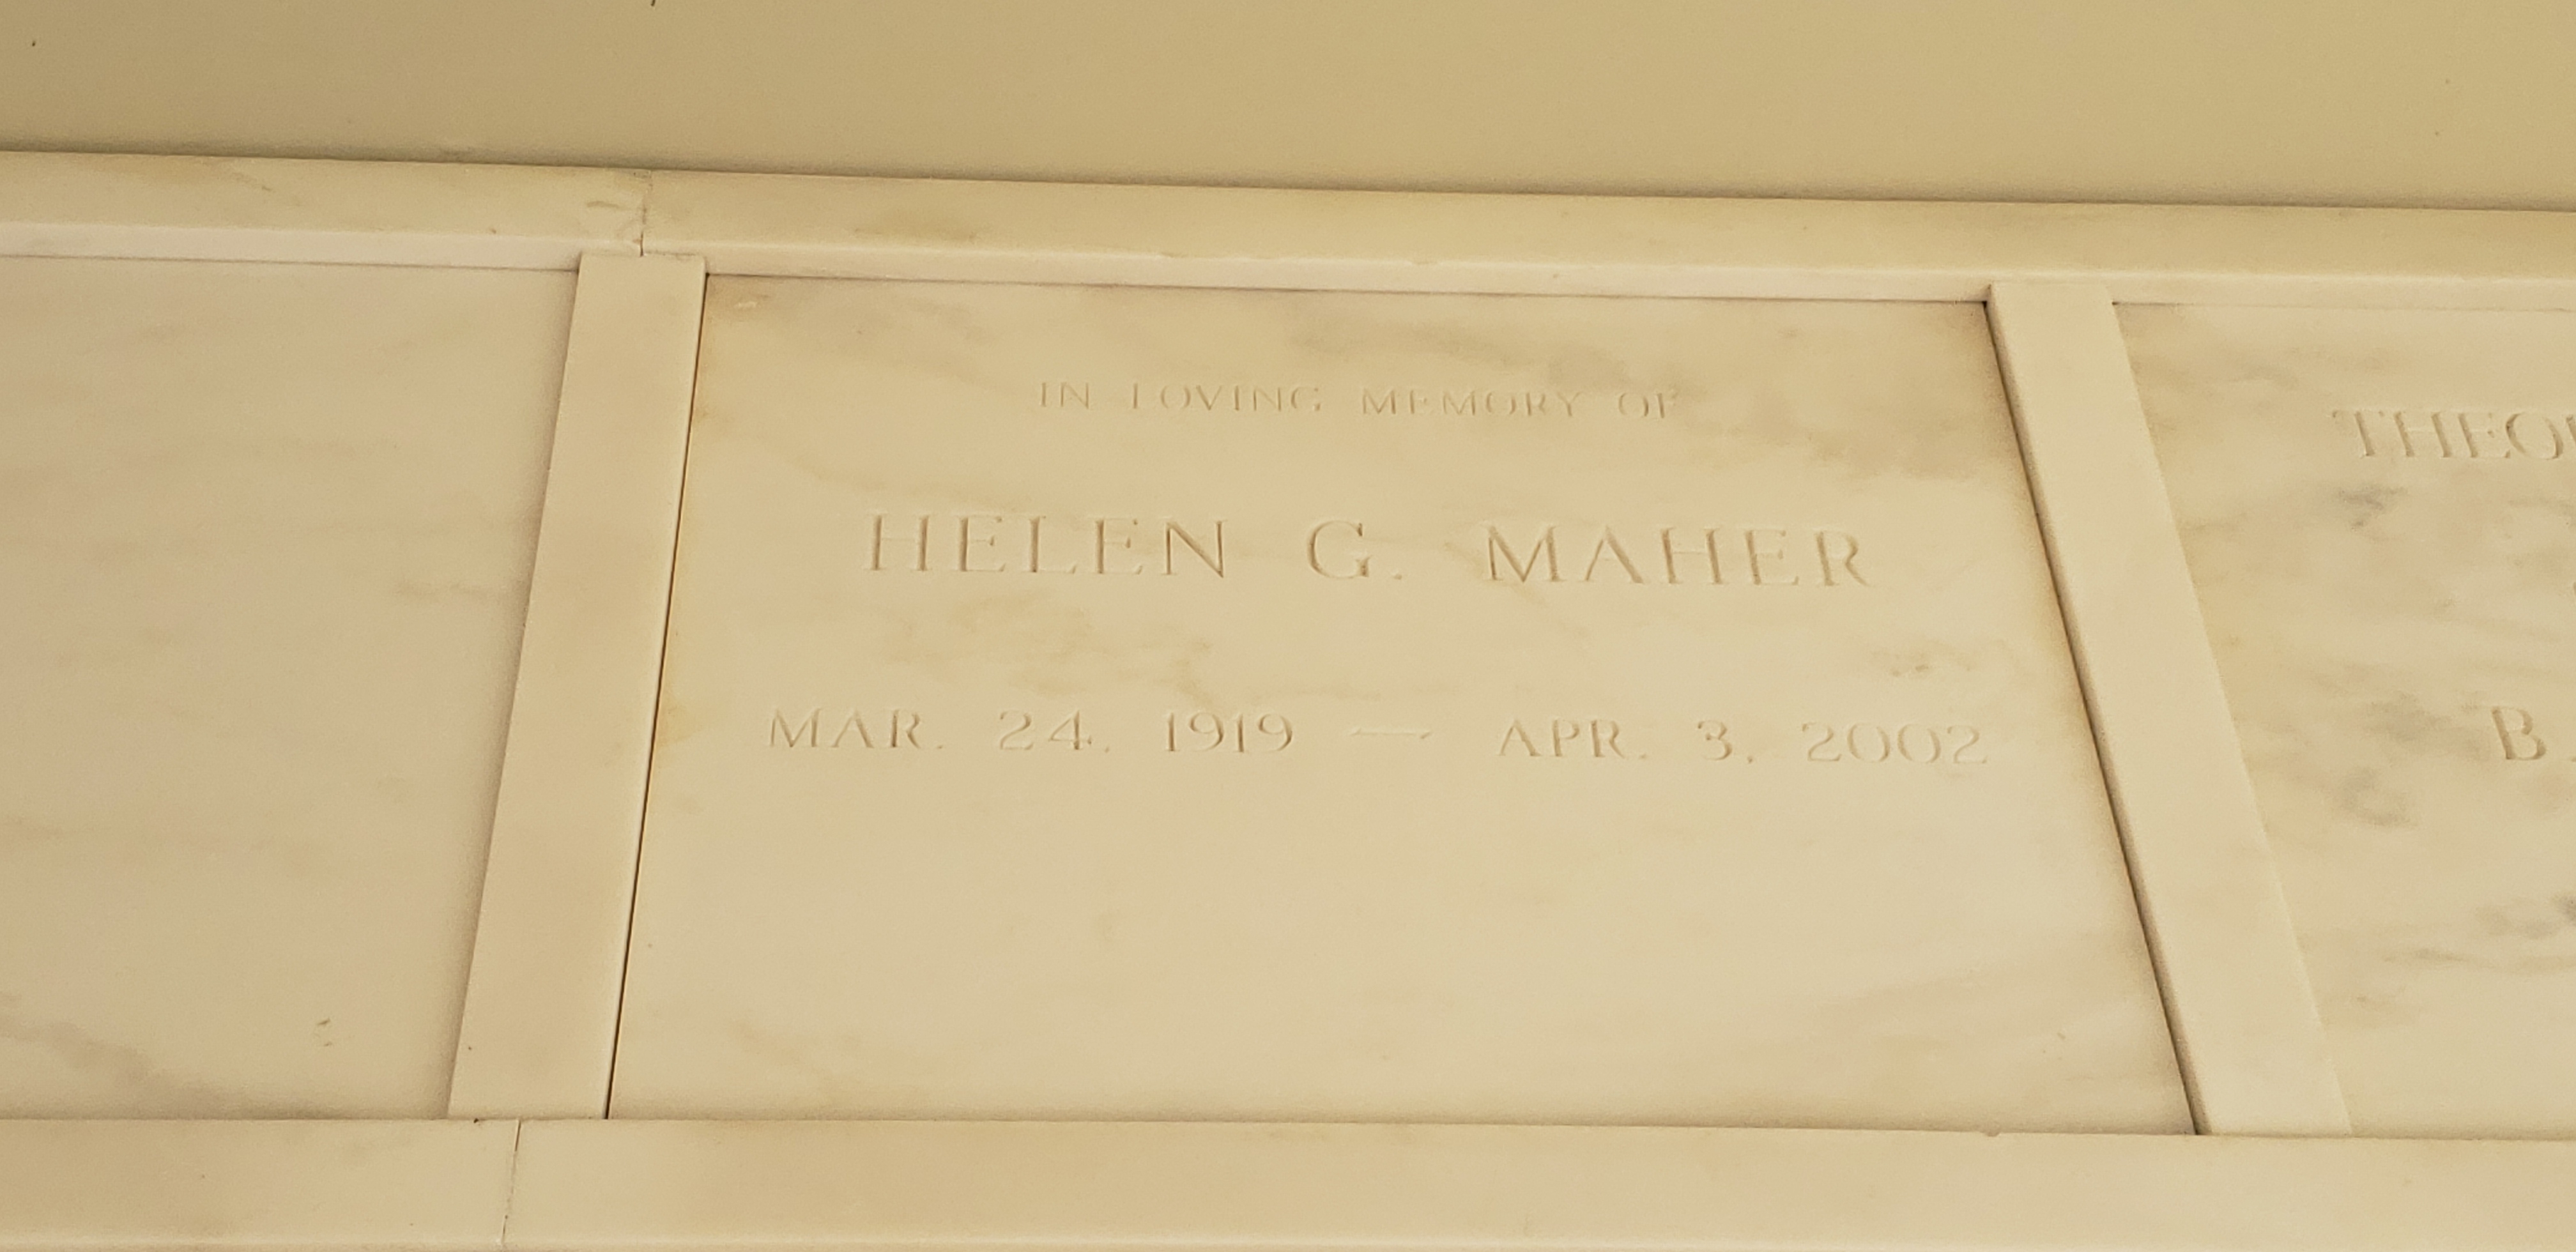 IN LOVING MEMORY OF
HELEN G. MAHER
MAR. 24, 1919 — APR. 3, 2002